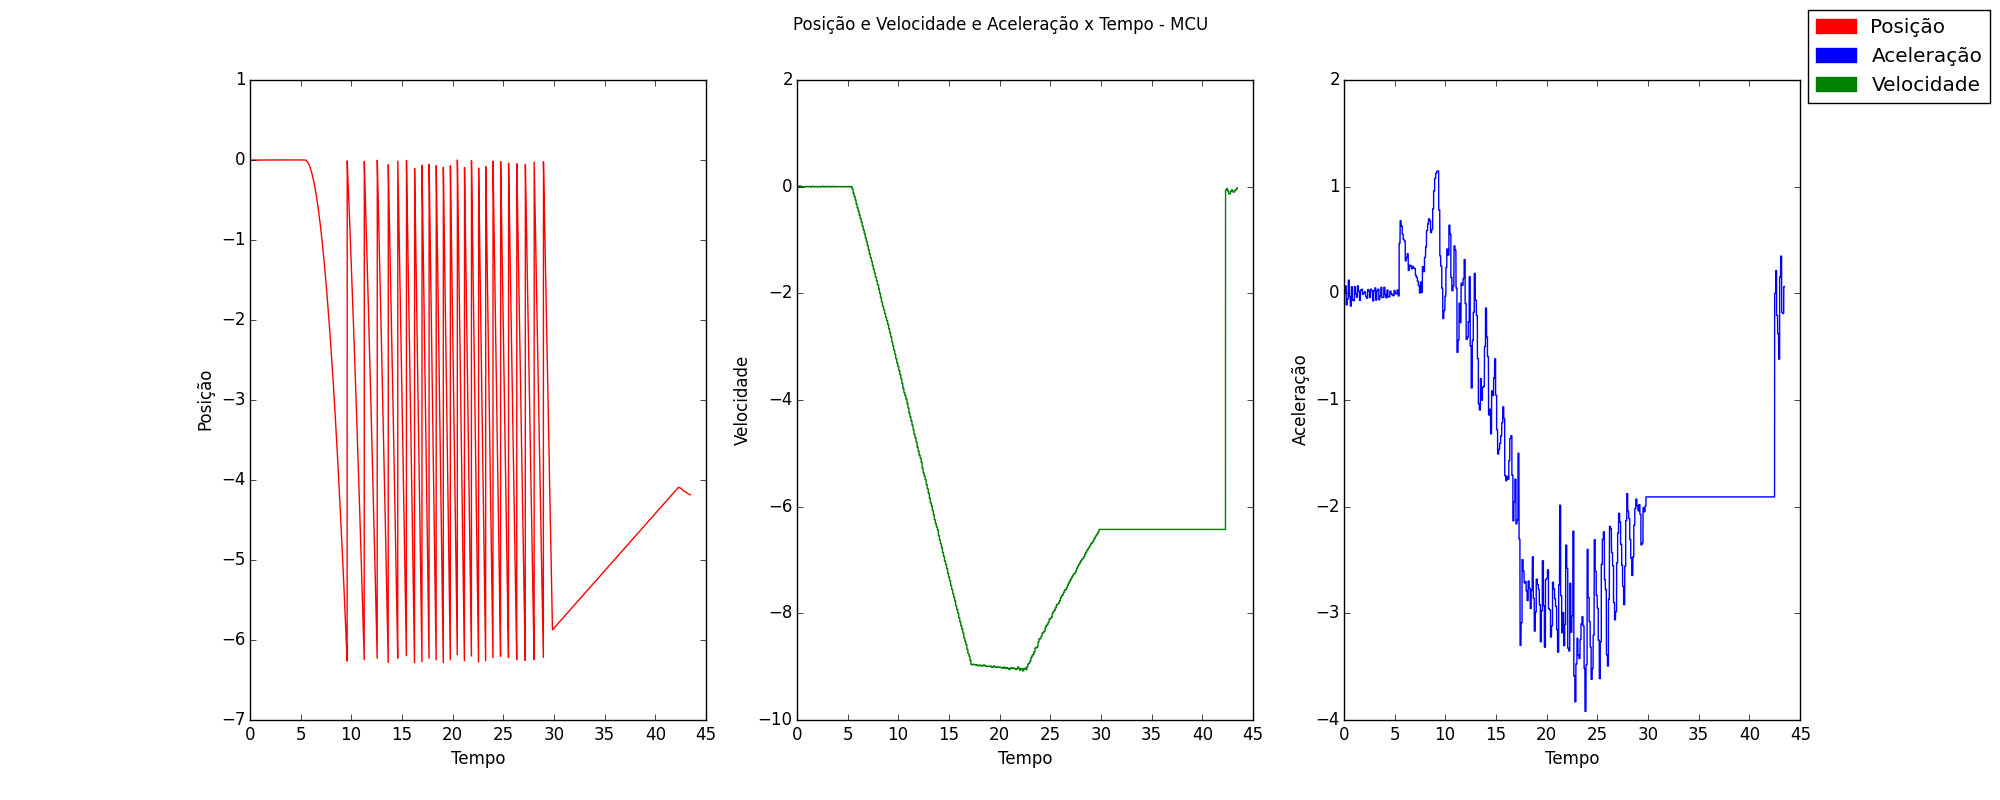 Posição e Velocidade e Aceleração x Tempo - MCU
Posição
Aceleração
Velocidade
1
0
−1
−2
−3
−4
−5
−6
−7
Posição
0 5 10 15 20 25 30 35 40 45
Tempo
2
0
−2
−4
−6
−8
−10
Velocidade
0 5 10 15 20 25 30 35 40 45
Tempo
2
1
0
−1
−2
−3
−4
Aceleração
0 5 10 15 20 25 30 35 40 45
Tempo